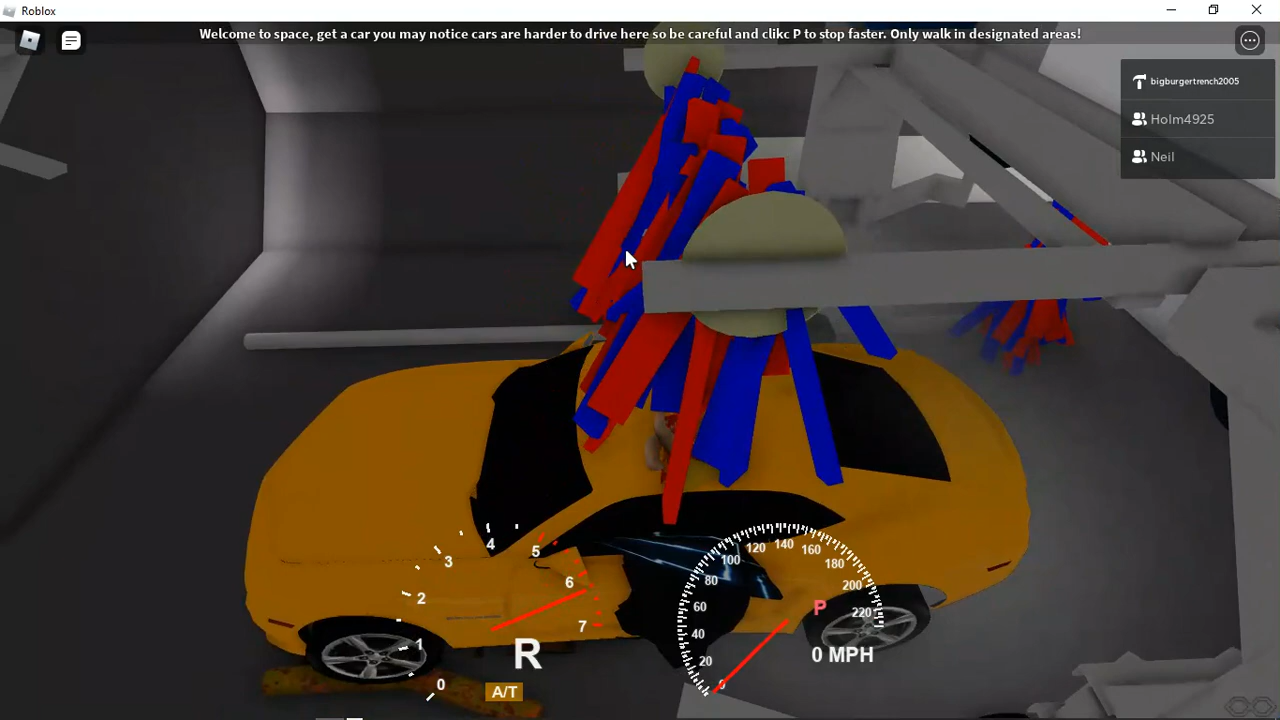 Roblox
Welcome to space, get a car you may notice cars are harder to drive here so be careful and clikc P to stop faster. Only walk in designated areas!
bigburgertrench2005
Holm4925
Neil
0
1
2
3
4
5
6
7
R
A/T
0
20
40
60
80
100
120
140
160
180
200
220
P
0 MPH